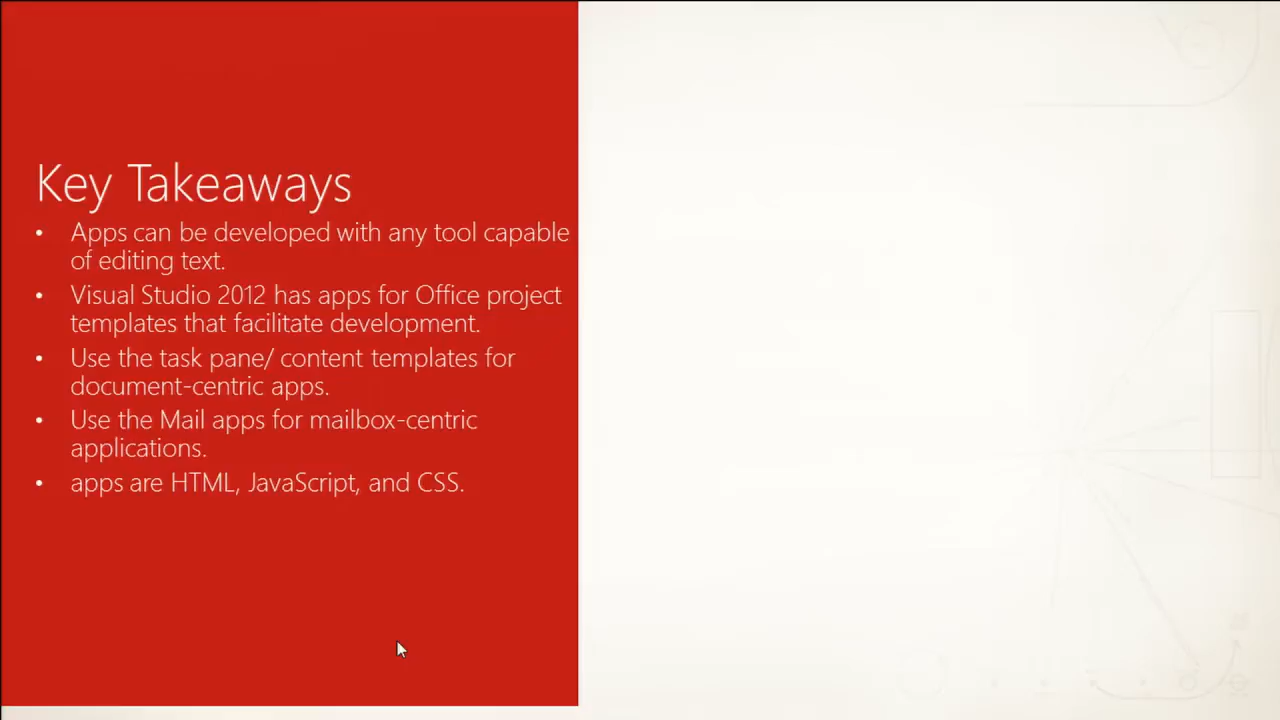 Key Takeaways
• Apps can be developed with any tool capable
of editing text.
• Visual Studio 2012 has apps for Office project
templates that facilitate development.
• Use the task pane/ content templates for
document-centric apps.
• Use the Mail apps for mailbox-centric
applications.
• apps are HTML, JavaScript, and CSS.